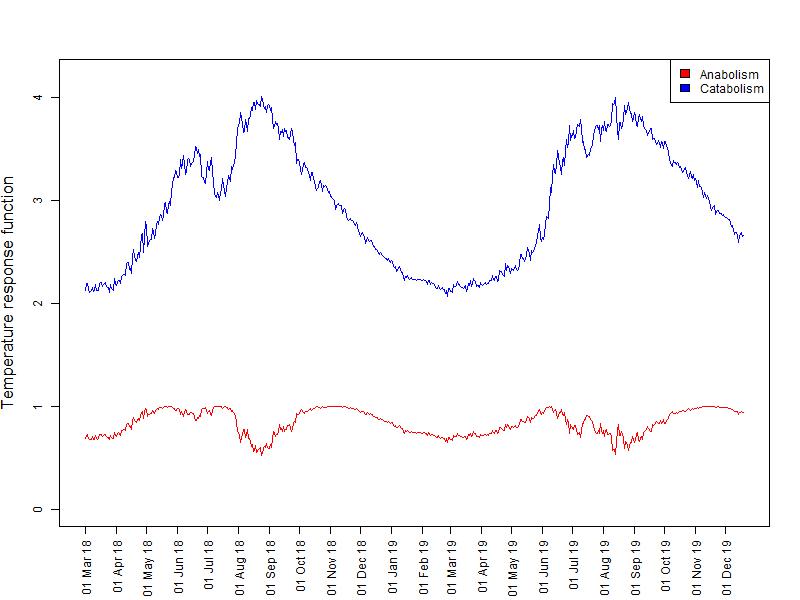 Anabolism
Catabolism
Temperature response function
4
3
2
1
0
01 Mar 18
01 Apr 18
01 May 18
01 Jun 18
01 Jul 18
01 Aug 18
01 Sep 18
01 Oct 18
01 Nov 18
01 Dec 18
01 Jan 19
01 Feb 19
01 Mar 19
01 Apr 19
01 May 19
01 Jun 19
01 Jul 19
01 Aug 19
01 Sep 19
01 Oct 19
01 Nov 19
01 Dec 19